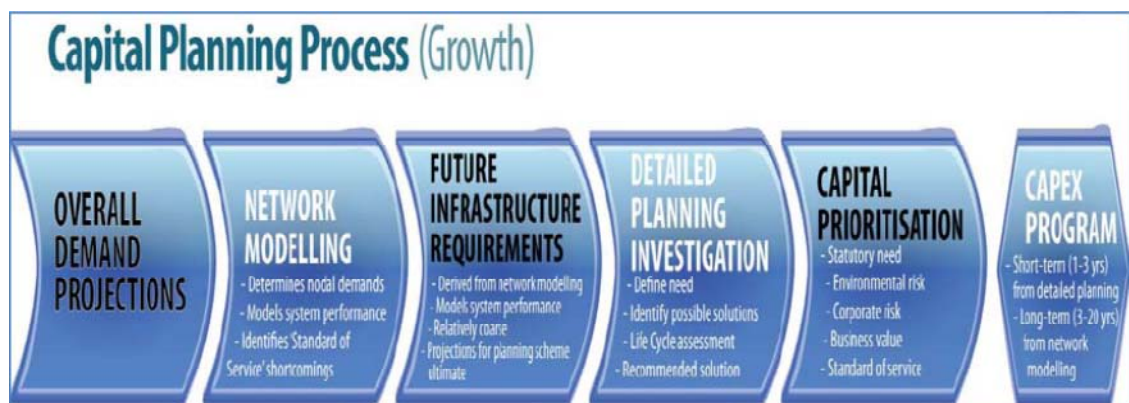 Capital Planning Process (Growth)
OVERALL
DEMAND
PROJECTIONS
NETWORK
MODELLING
- Determines nodal demands
- Models system performance
- Identifies 'Standard of
Service' shortcomings
FUTURE
INFRASTRUCTURE
REQUIREMENTS
- Derived from network modelling
- Models system performance
- Relatively coarse
- Projections for planning scheme
ultimate
DETAILED
PLANNING
INVESTIGATION
- Define need
- Identify possible solutions
- Life Cycle assessment
- Recommended solution
CAPITAL
PRIORITISATION
- Statutory need
- Environmental risk
- Corporate risk
- Business value
- Standard of service
CAPEX
PROGRAM
- Short-term (1-3 yrs)
from detailed planning
- Long-term (3-20 yrs)
from network
modelling